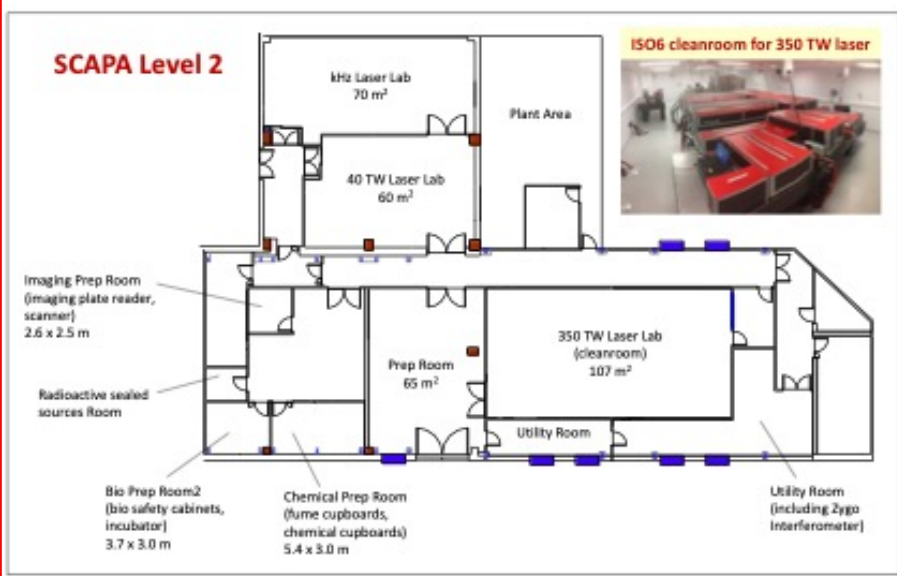 SCAPA Level 2
ISO6 cleanroom for 350 TW laser
kHz Laser Lab
70 m²
Plant Area
40 TW Laser Lab
60 m²
Imaging Prep Room
(imaging plate reader,
scanner)
2.6 x 2.5 m
350 TW Laser Lab
(cleanroom)
107 m²
Prep Room
65 m²
Radioactive sealed
sources Room
Utility Room
Bio Prep Room2
(bio safety cabinets,
incubator)
3.7 x 3.0 m
Chemical Prep Room
(fume cupboards,
chemical cupboards)
5.4 x 3.0 m
Utility Room
(including Zygo
Interferometer)